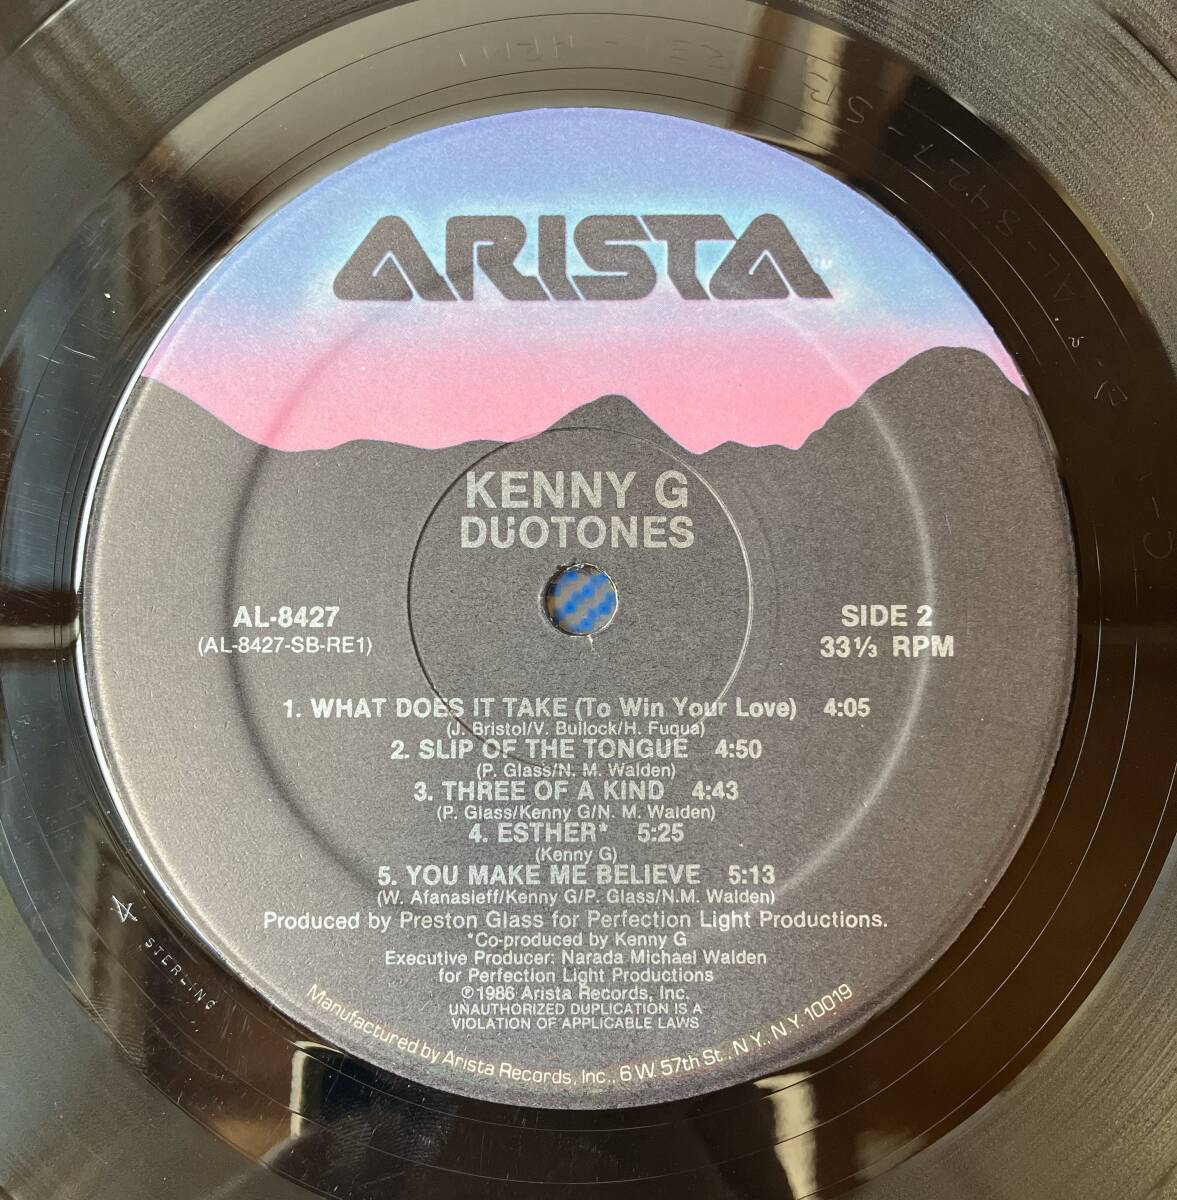 ARISTA
TM
KENNY G
DUOTONES
AL-8427
(AL-8427-SB-RE1)
SIDE 2
33 1/3 RPM
1. WHAT DOES IT TAKE (To Win Your Love) 4:05
(J. Bristol/V. Bullock/H. Fuqua)
2. SLIP OF THE TONGUE 4:50
(P. Glass/N. M. Walden)
3. THREE OF A KIND 4:43
(P. Glass/Kenny G/N. M. Walden)
4. ESTHER* 5:25
(Kenny G)
5. YOU MAKE ME BELIEVE 5:13
(W. Afanasieff/Kenny G/P. Glass/N.M. Walden)
Produced by Preston Glass for Perfection Light Productions.
*Co-produced by Kenny G
Executive Producer: Narada Michael Walden
for Perfection Light Productions
℗1986 Arista Records, Inc.
UNAUTHORIZED DUPLICATION IS A
VIOLATION OF APPLICABLE LAWS
Manufactured by Arista Records, Inc., 6 W. 57th St., N.Y., N.Y. 10019
STERLING